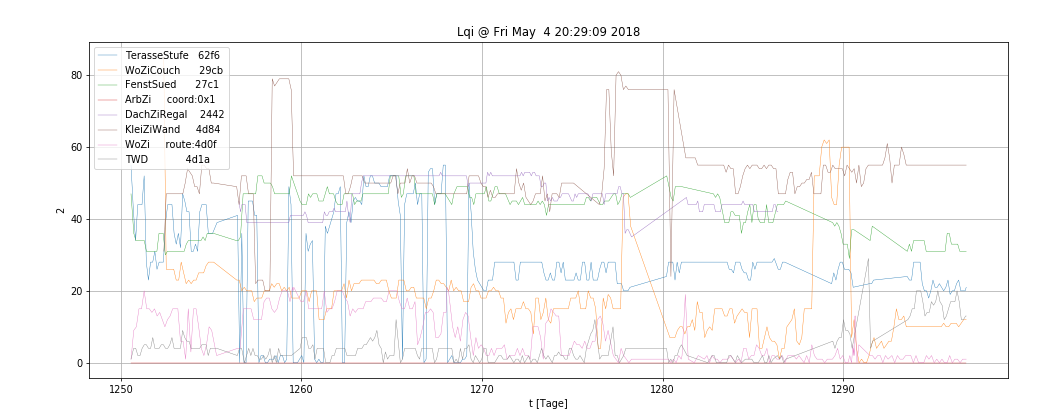 Lqi @ Fri May  4 20:29:09 2018
TerasseStufe 62f6
WoZiCouch 29cb
FenstSued 27c1
ArbZi coord:0x1
DachZiRegal 2442
KleiZiWand 4d84
WoZi route:4d0f
TWD 4d1a
80
60
40
20
0
2
1250 1260 1270 1280 1290
t [Tage]